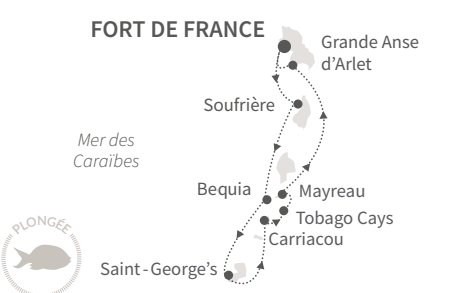 FORT DE FRANCE
Grande Anse
d’Arlet
Soufrière
Mer des
Caraïbes
Bequia
Mayreau
Tobago Cays
Carriacou
PLONGÉE
Saint-George’s